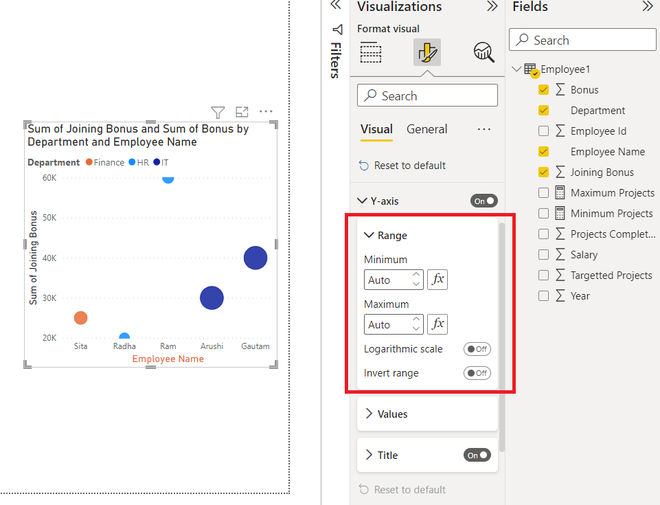 Visualizations
Format visual
Filters
Search
Visual
General
Reset to default
Y-axis
On
Range
Minimum
Auto
fx
Maximum
Auto
fx
Logarithmic scale
Off
Invert range
Off
Values
Title
On
Reset to default
Fields
Search
Employee1
Bonus
Department
Employee Id
Employee Name
Joining Bonus
Maximum Projects
Minimum Projects
Projects Complet...
Salary
Targetted Projects
Year
Sum of Joining Bonus and Sum of Bonus by
Department and Employee Name
Department Finance HR IT
Sum of Joining Bonus
60K
50K
40K
30K
20K
Sita Radha Ram Arushi Gautam
Employee Name